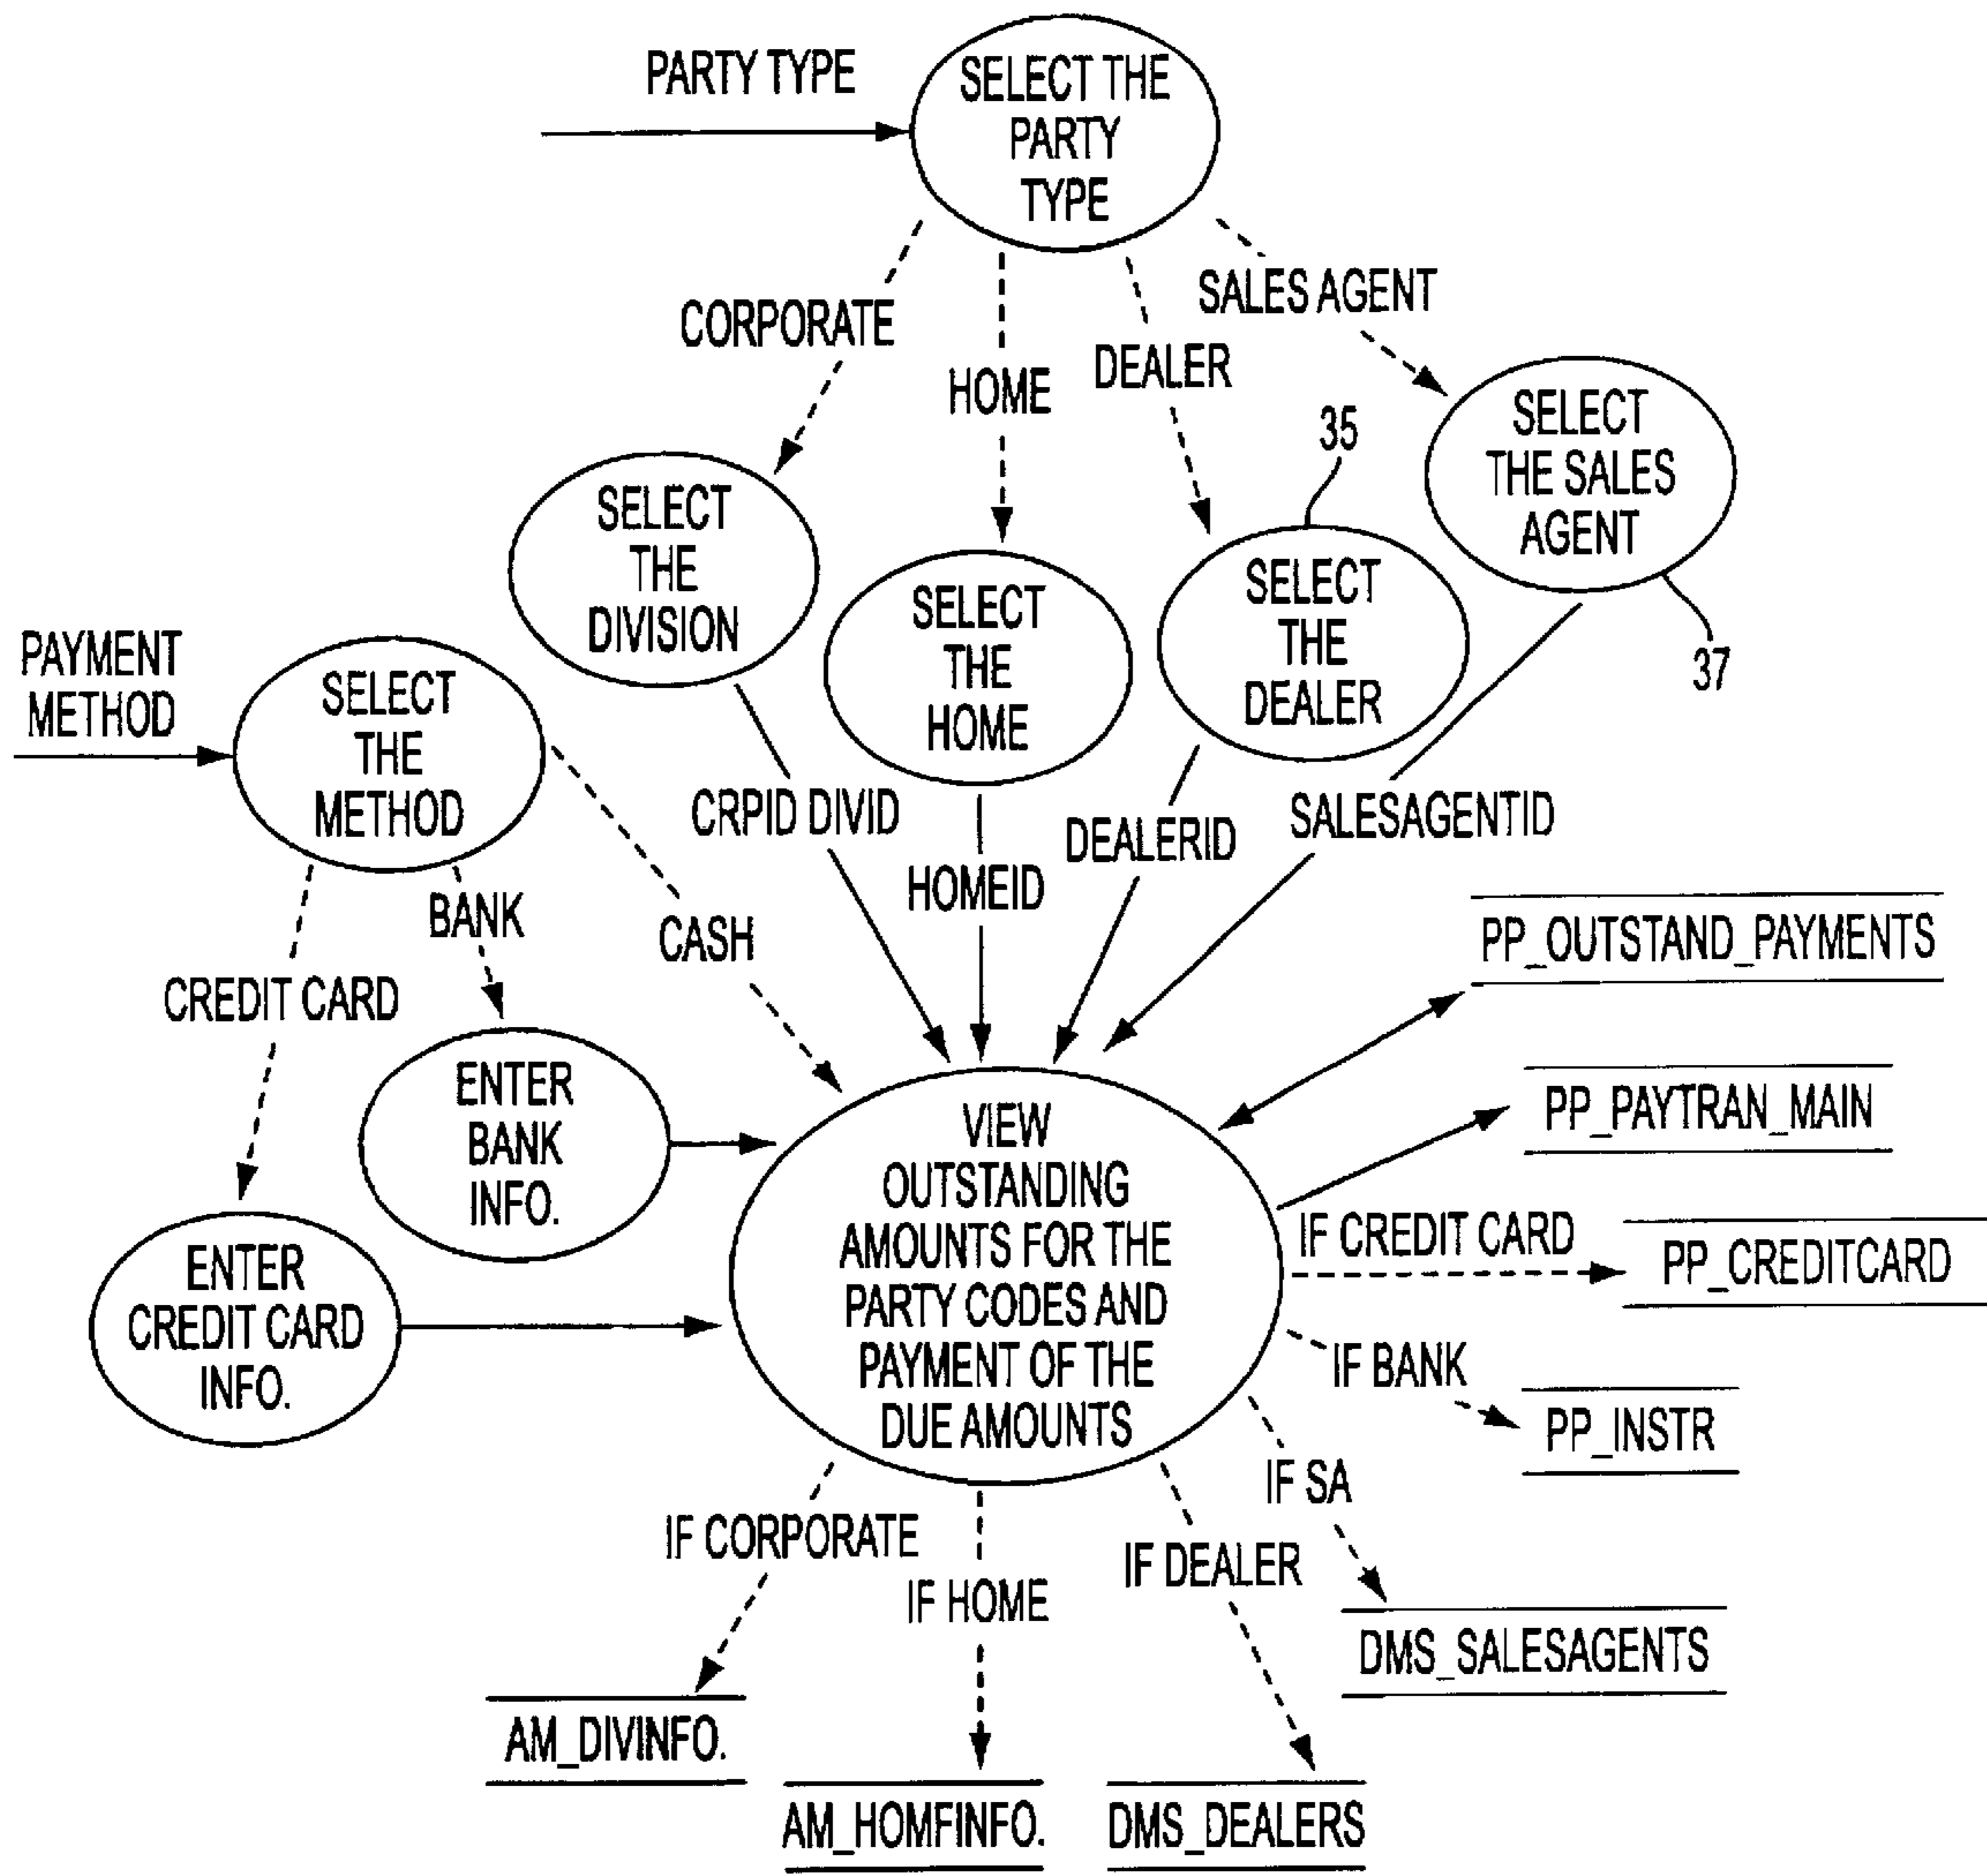 PARTY TYPE
SELECT THE
PARTY
TYPE
CORPORATE
HOME
DEALER
SALES AGENT
35
SELECT
THE SALES
AGENT
37
SELECT
THE
DIVISION
SELECT
THE
HOME
SELECT
THE
DEALER
PAYMENT
METHOD
SELECT
THE
METHOD
CRPID DIVID
HOMEID
DEALERID
SALESAGENTID
CREDIT CARD
BANK
CASH
ENTER
BANK
INFO.
ENTER
CREDIT CARD
INFO.
VIEW
OUTSTANDING
AMOUNTS FOR THE
PARTY CODES AND
PAYMENT OF THE
DUE AMOUNTS
PP_OUTSTAND_PAYMENTS
PP_PAYTRAN_MAIN
IF CREDIT CARD
PP_CREDITCARD
IF BANK
PP_INSTR
IF SA
DMS_SALESAGENTS
IF CORPORATE
IF HOME
IF DEALER
AM_DIVINFO.
AM_HOMFINFO.
DMS_DEALERS